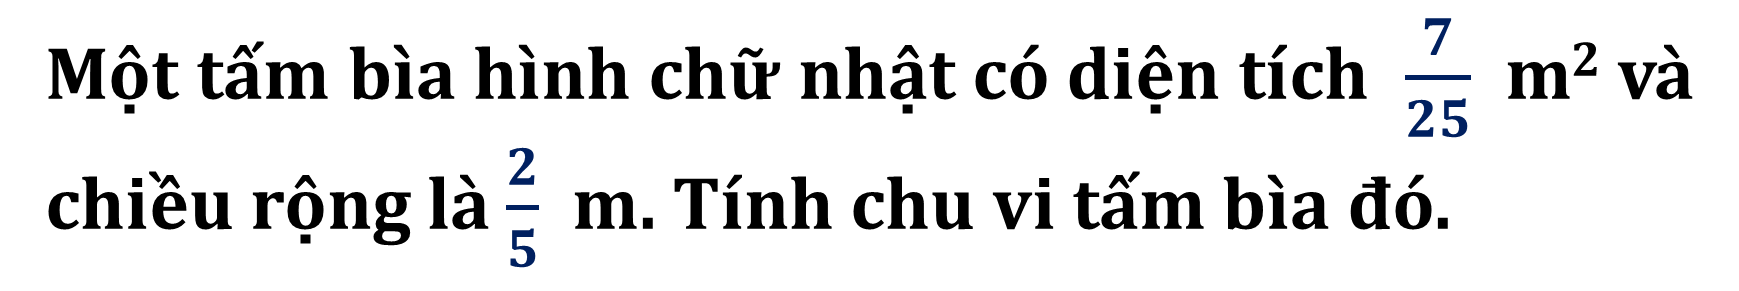 Một tấm bìa hình chữ nhật có diện tích 7/25 m² và
chiều rộng là 2/5 m. Tính chu vi tấm bìa đó.